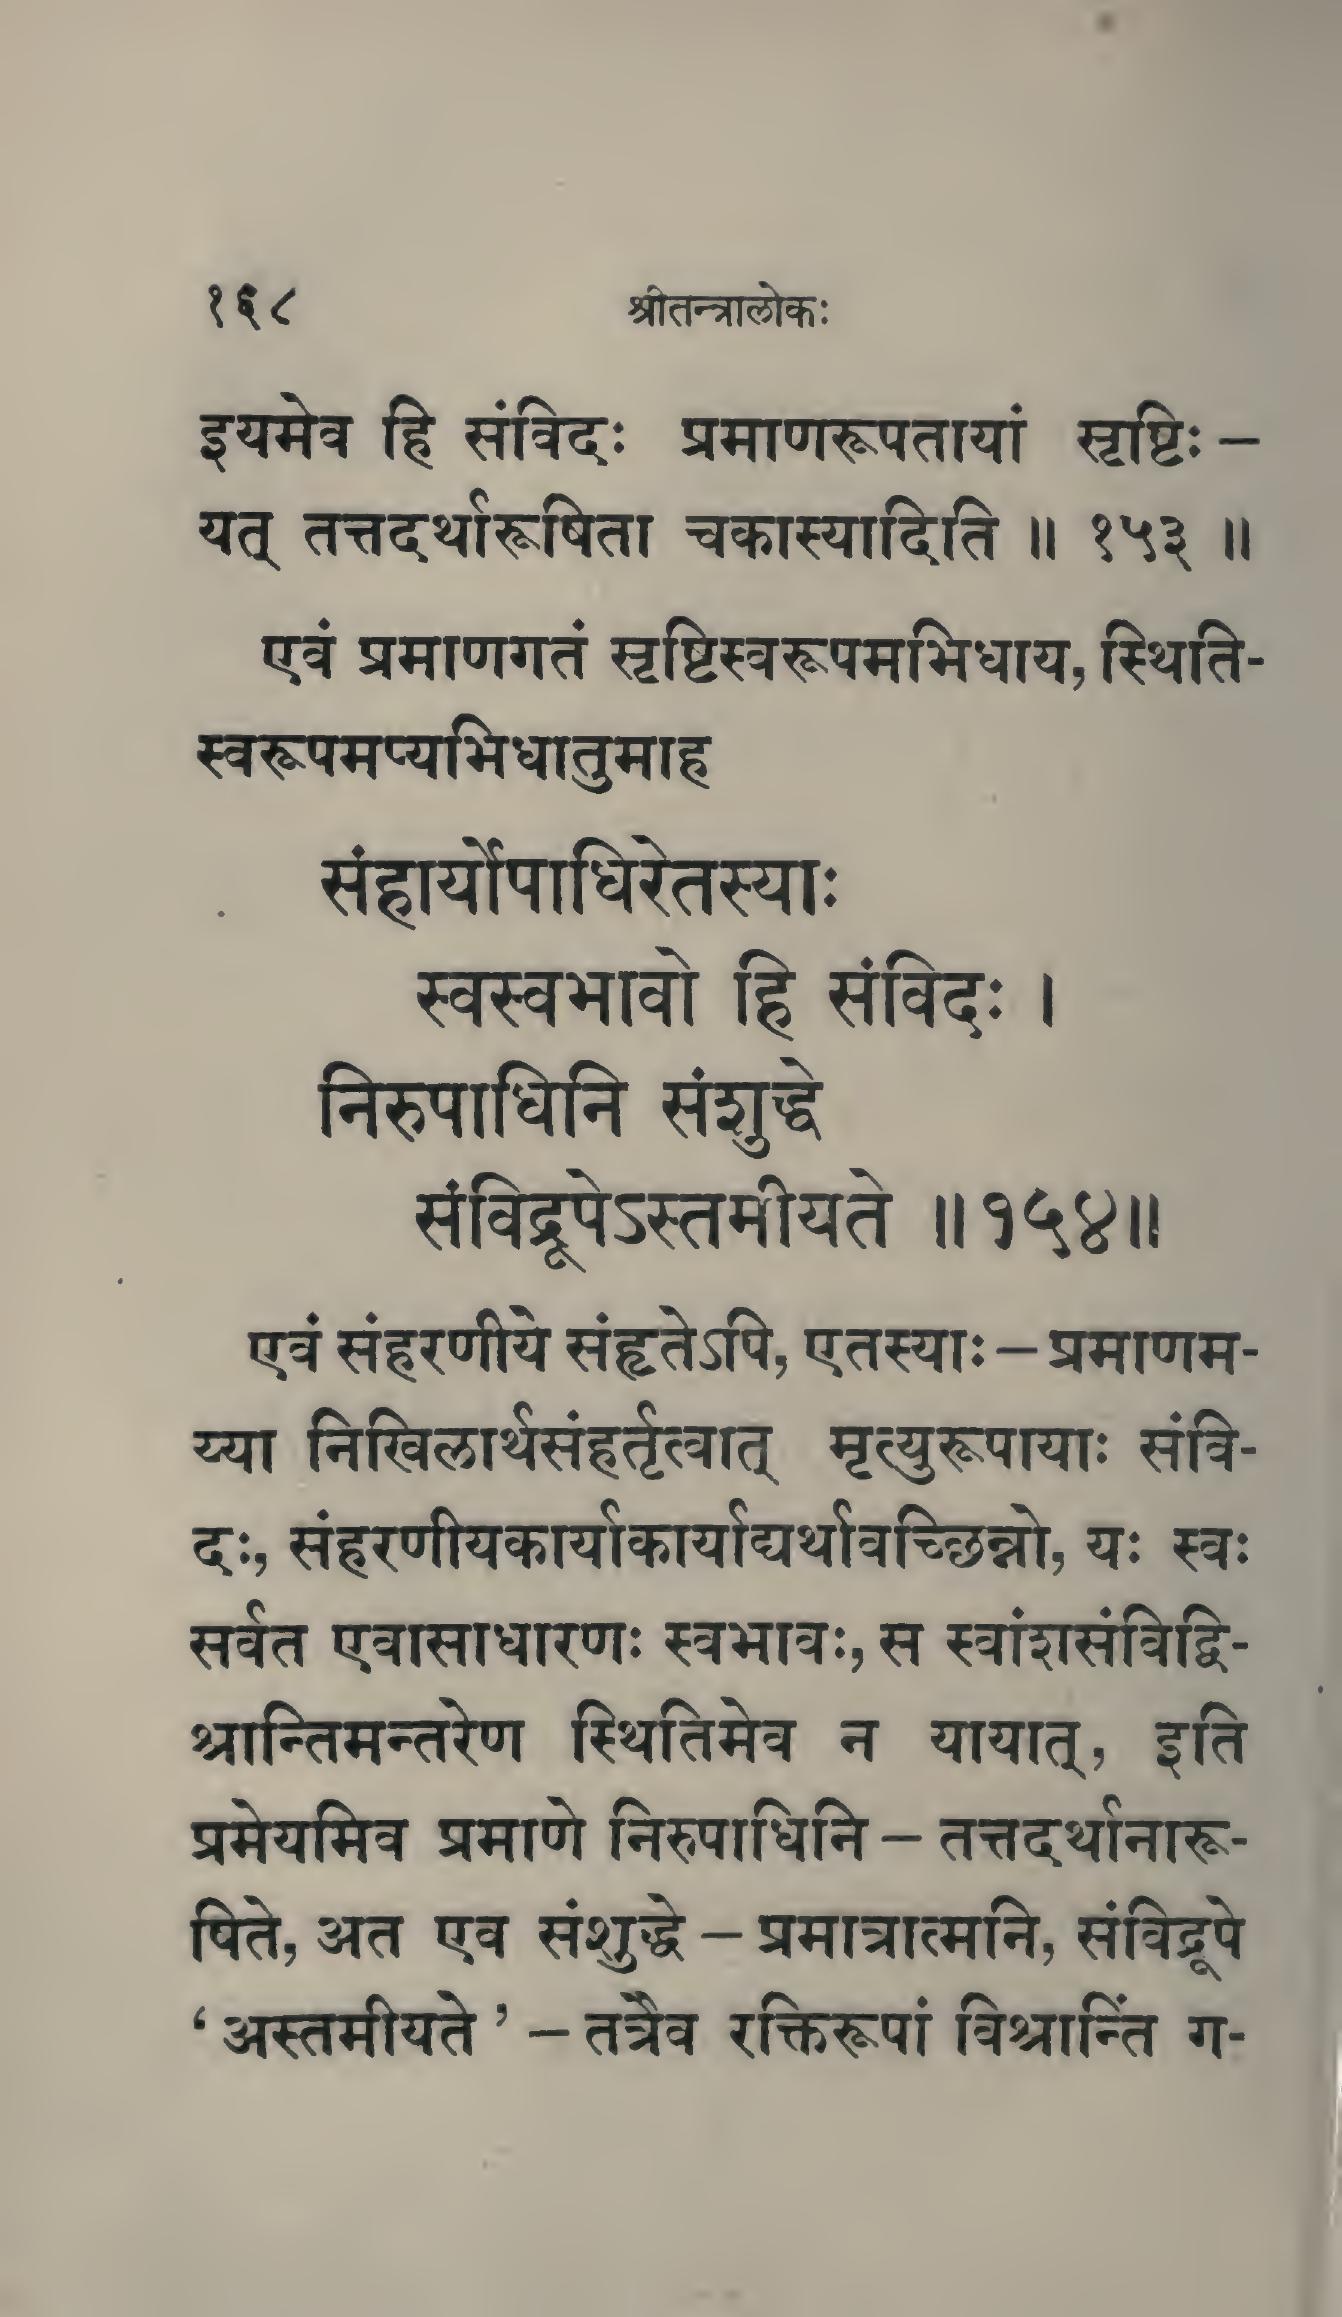 १६८ श्रीतन्त्रालोकः
इयमेव हि संविदः प्रमाणरूपतायां सृष्टिः –
यत् तत्तदर्थारूषिता चकास्यादिति ॥ १५३ ॥
एवं प्रमाणगतं सृष्टिस्वरूपमभिधाय, स्थिति-
स्वरूपमप्यभिधातुमाह
संहार्योपाधिरेतस्याः
स्वस्वभावो हि संविदः ।
निरुपाधिनि संशुद्धे
संविद्रूपेऽस्तमीयते ॥१५४॥
एवं संहरणीये संहृतेऽपि, एतस्याः – प्रमाणम-
य्या निखिलार्थसंहर्तृत्वात् मृत्युरूपायाः संवि-
दः, संहरणीयकार्याकार्याद्यर्थावच्छिन्नो, यः स्वः
सर्वत एवासाधारणः स्वभावः, स स्वांशसंविद्वि-
श्रान्तिमन्तरेण स्थितिमेव न यायात्, इति
प्रमेयमिव प्रमाणे निरुपाधिनि – तत्तदर्थानारू-
षिते, अत एव संशुद्धे – प्रमात्रात्मनि, संविद्रूपे
‘अस्तमीयते’ – तत्रैव रक्तिरूपां विश्रान्तिं ग-